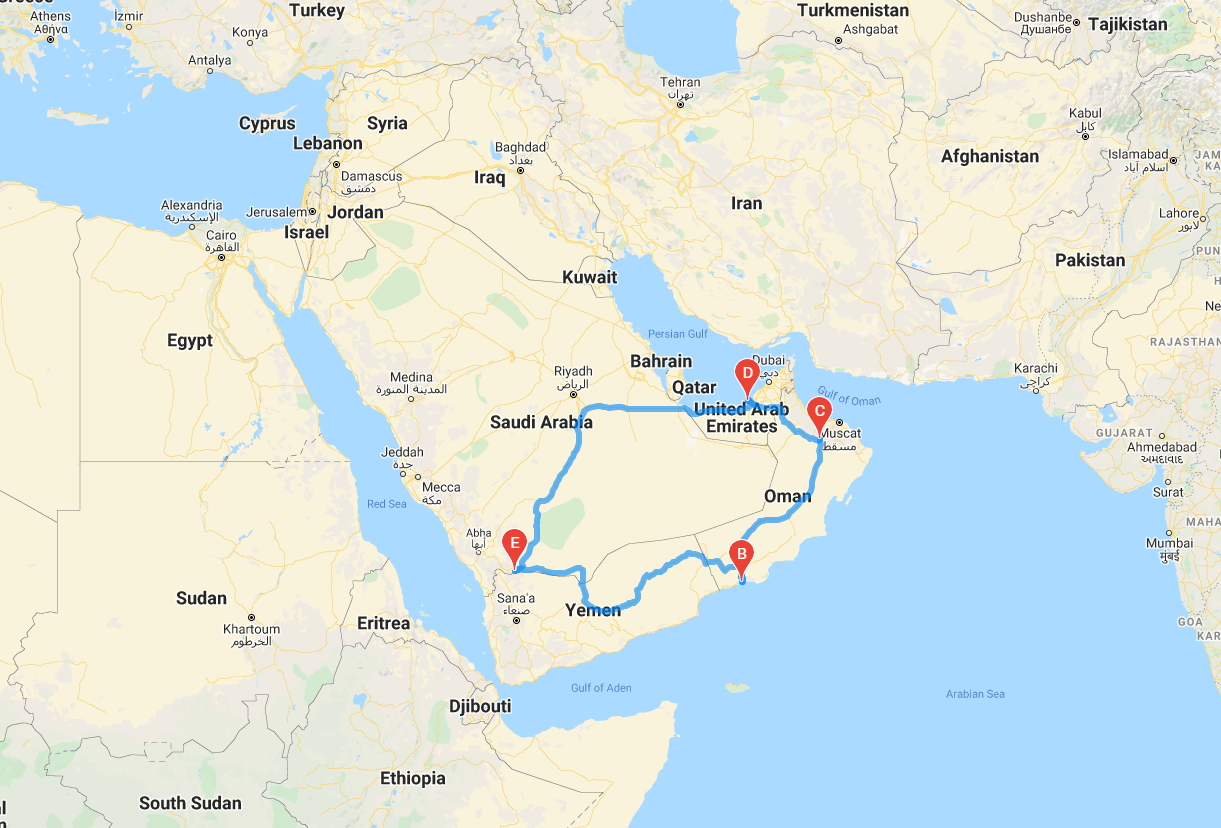 Athens
Αθήνα
İzmir
Turkey
Konya
Antalya
Turkmenistan
Ashgabat
Dushanbe
Душанбе
Tajikistan
Tehran
تهران
Cyprus
Syria
Lebanon
Damascus
دمشق
Baghdad
بغداد
Iraq
Kabul
کابل
Afghanistan
Islamabad
اسلام آباد
Lahore
لاہور
Alexandria
الإسكندرية
Cairo
القاهرة
Jerusalem
Jordan
Israel
Iran
Kuwait
Pakistan
Egypt
Persian Gulf
Bahrain
Qatar
Riyadh
الرياض
Medina
المدينة المنورة
Dubai
دبي
D
United Arab
Emirates
Gulf of Oman
C
Muscat
مسقط
Karachi
کراچی
RAJASTHAN
Saudi Arabia
Jeddah
جدة
Mecca
مكة
GUJARAT
Ahmedabad
અમદાવાદ
Surat
Red Sea
Oman
Abha
أبها
E
B
Mumbai
मुंबई
Sana'a
صنعاء
Yemen
Sudan
Khartoum
الخرطوم
Eritrea
GOA
Gulf of Aden
Arabian Sea
Djibouti
Ethiopia
South Sudan